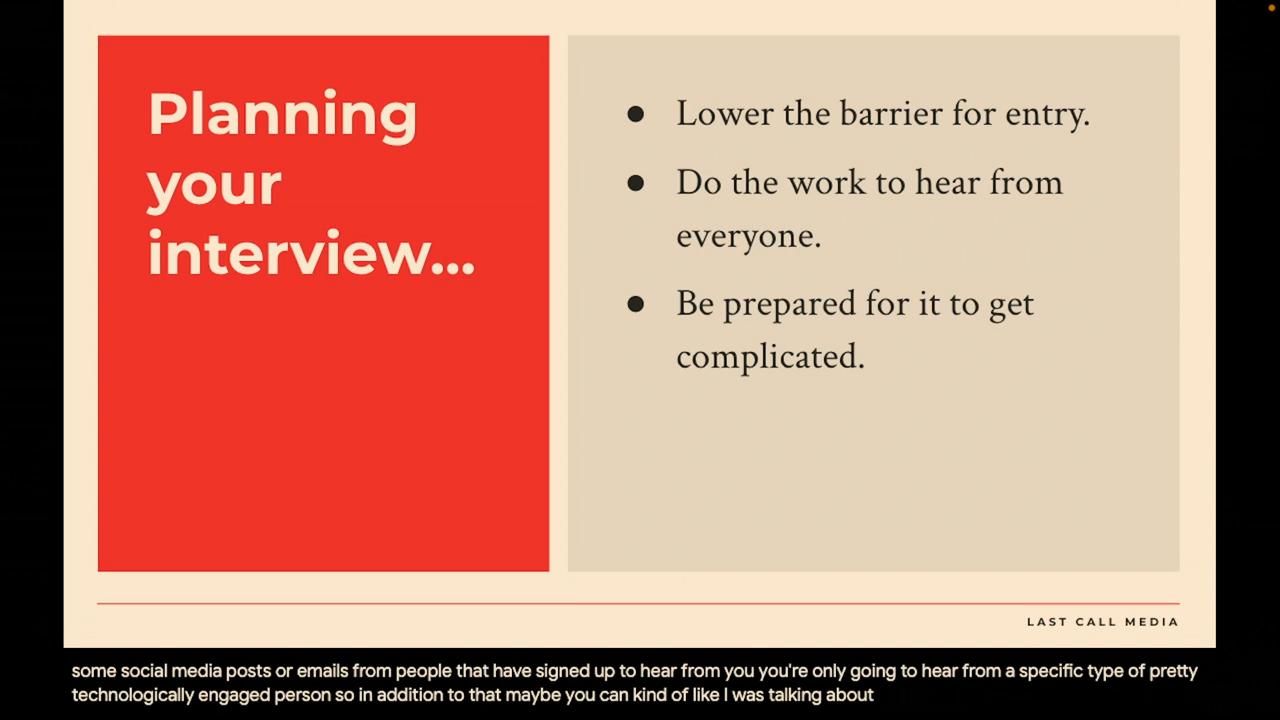 Planning
your
interview...
● Lower the barrier for entry.
● Do the work to hear from
everyone.
● Be prepared for it to get
complicated.
LAST CALL MEDIA
some social media posts or emails from people that have signed up to hear from you you're only going to hear from a specific type of pretty
technologically engaged person so in addition to that maybe you can kind of like I was talking about